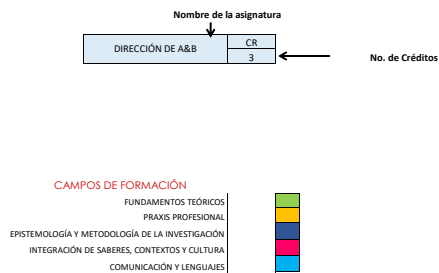 Nombre de la asignatura
DIRECCIÓN DE A&B
CR
3
No. de Créditos
CAMPOS DE FORMACIÓN
FUNDAMENTOS TEÓRICOS
PRAXIS PROFESIONAL
EPISTEMOLOGÍA Y METODOLOGÍA DE LA INVESTIGACIÓN
INTEGRACIÓN DE SABERES, CONTEXTOS Y CULTURA
COMUNICACIÓN Y LENGUAJES